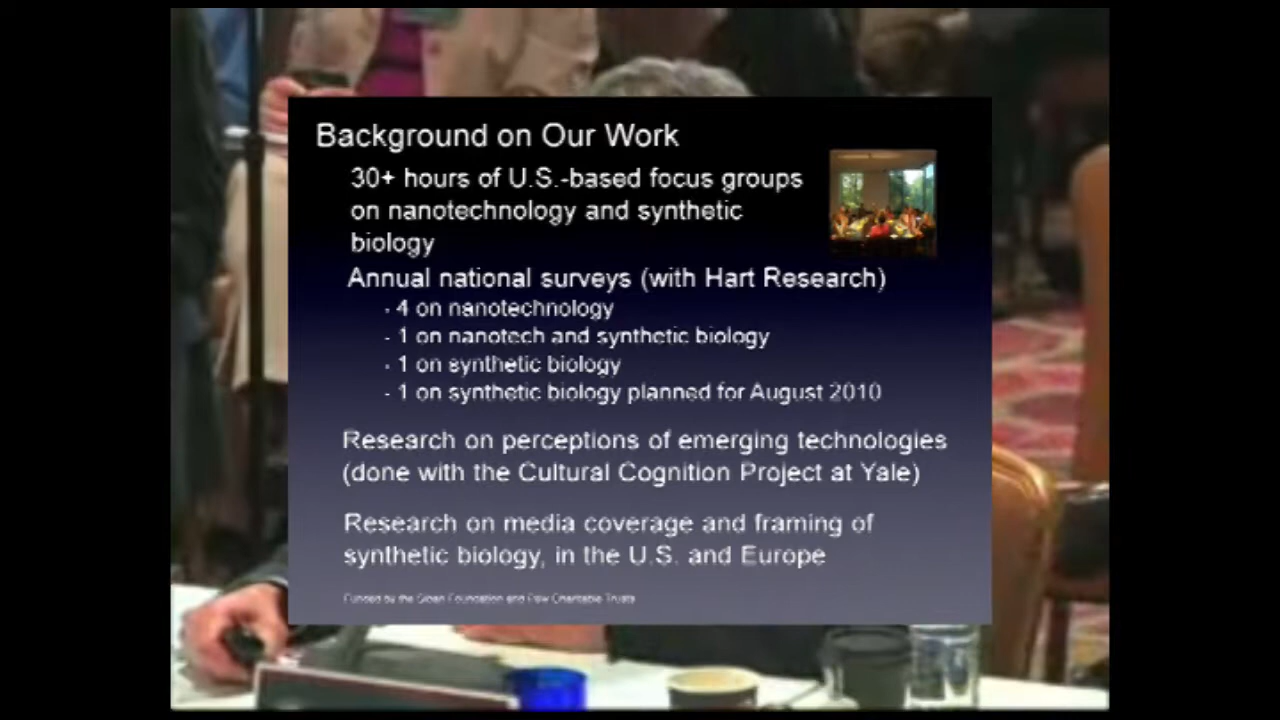 Background on Our Work
30+ hours of U.S.-based focus groups
on nanotechnology and synthetic
biology
Annual national surveys (with Hart Research)
- 4 on nanotechnology
- 1 on nanotech and synthetic biology
- 1 on synthetic biology
- 1 on synthetic biology planned for August 2010
Research on perceptions of emerging technologies
(done with the Cultural Cognition Project at Yale)
Research on media coverage and framing of
synthetic biology, in the U.S. and Europe
Funded by the Sloan Foundation and Pew Charitable Trusts